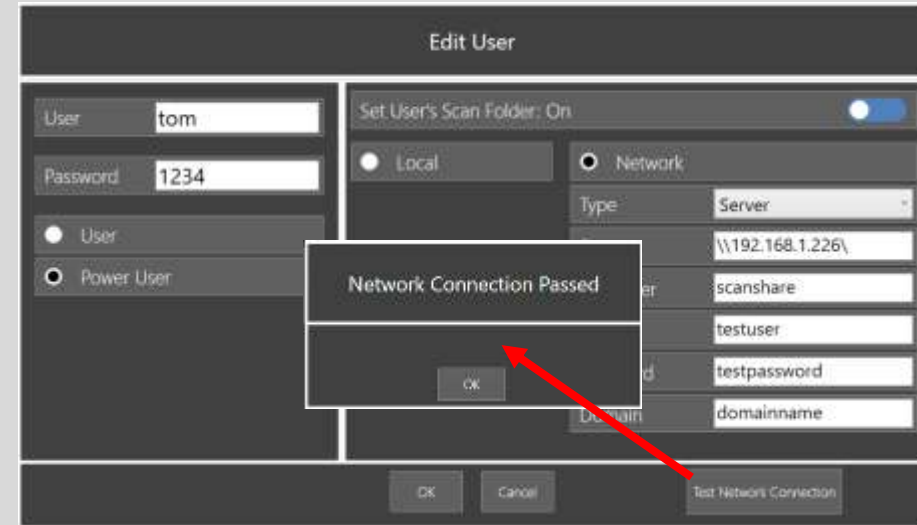 Edit User
User tom
Password 1234
User
Power User
Set User's Scan Folder: On
Local
Network
Type Server
\\192.168.1.226\
scanshare
testuser
testpassword
Domain domainname
Network Connection Passed
OK
OK Cancel Test Network Connection